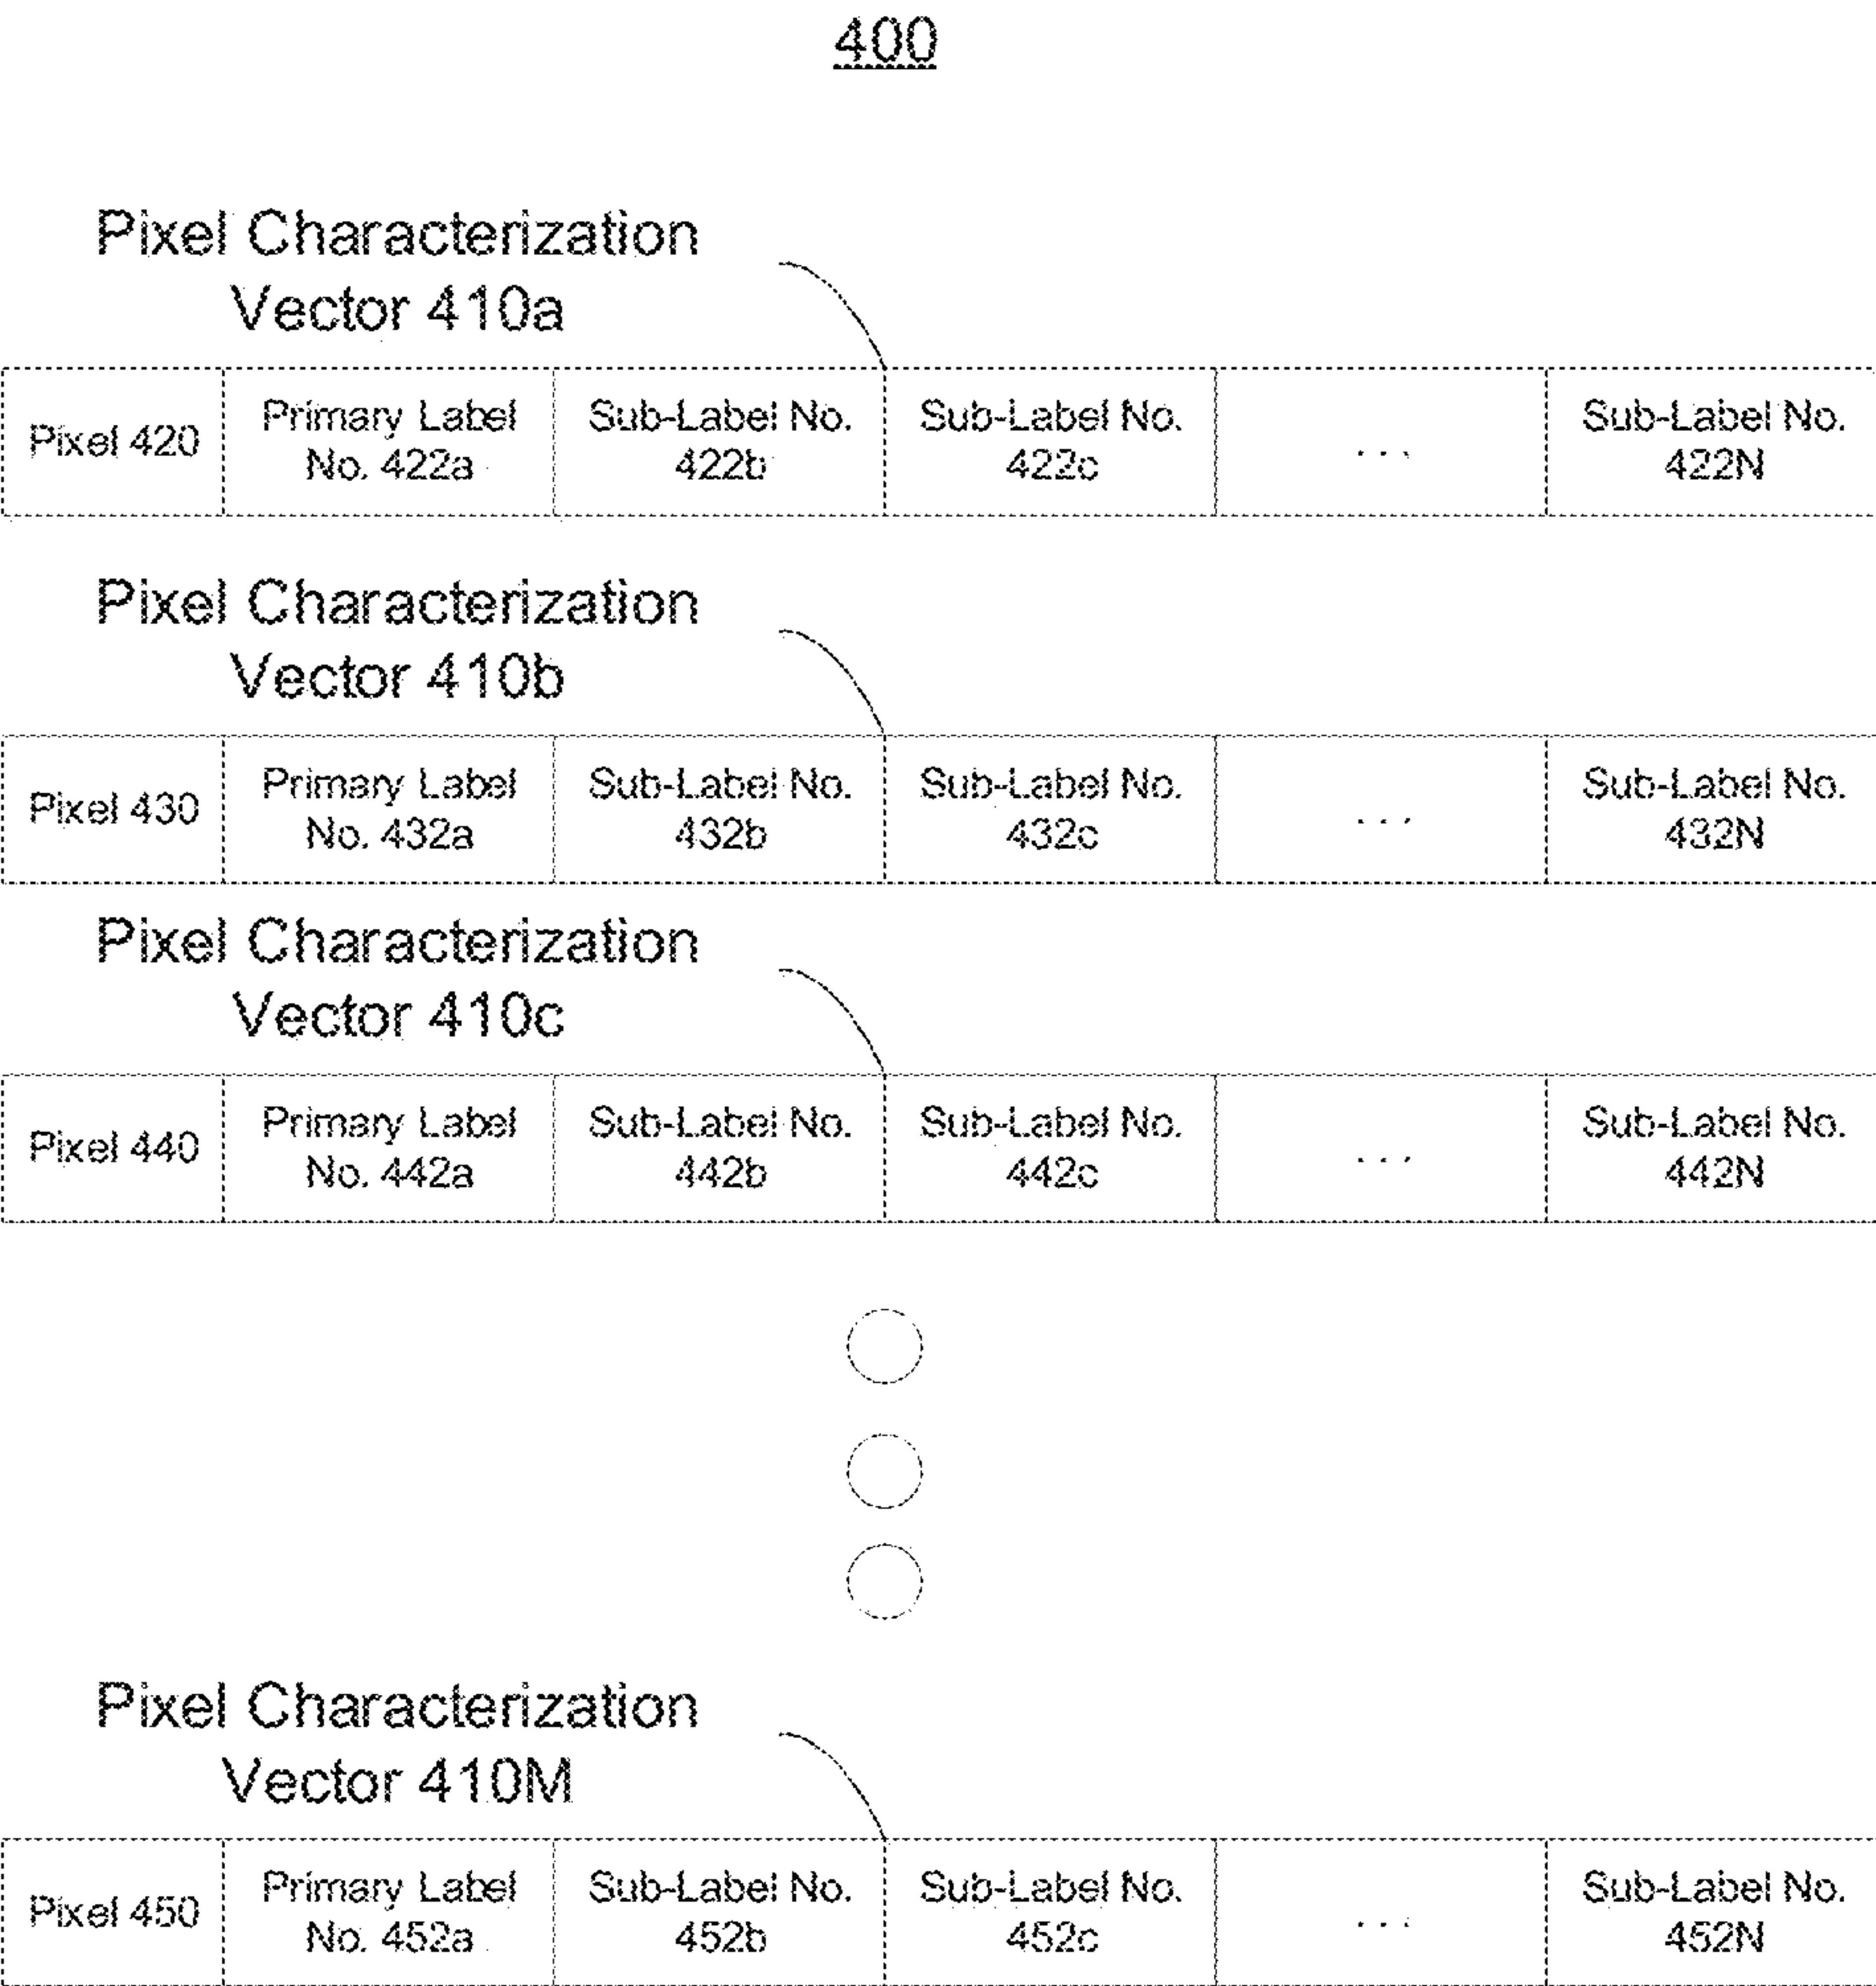 400
Pixel Characterization
Vector 410a
Pixel 420
Primary Label
No. 422a
Sub-Label No.
422b
Sub-Label No.
422c
. . .
Sub-Label No.
422N
Pixel Characterization
Vector 410b
Pixel 430
Primary Label
No. 432a
Sub-Label No.
432b
Sub-Label No.
432c
. . .
Sub-Label No.
432N
Pixel Characterization
Vector 410c
Pixel 440
Primary Label
No. 442a
Sub-Label No.
442b
Sub-Label No.
442c
. . .
Sub-Label No.
442N
Pixel Characterization
Vector 410M
Pixel 450
Primary Label
No. 452a
Sub-Label No.
452b
Sub-Label No.
452c
. . .
Sub-Label No.
452N